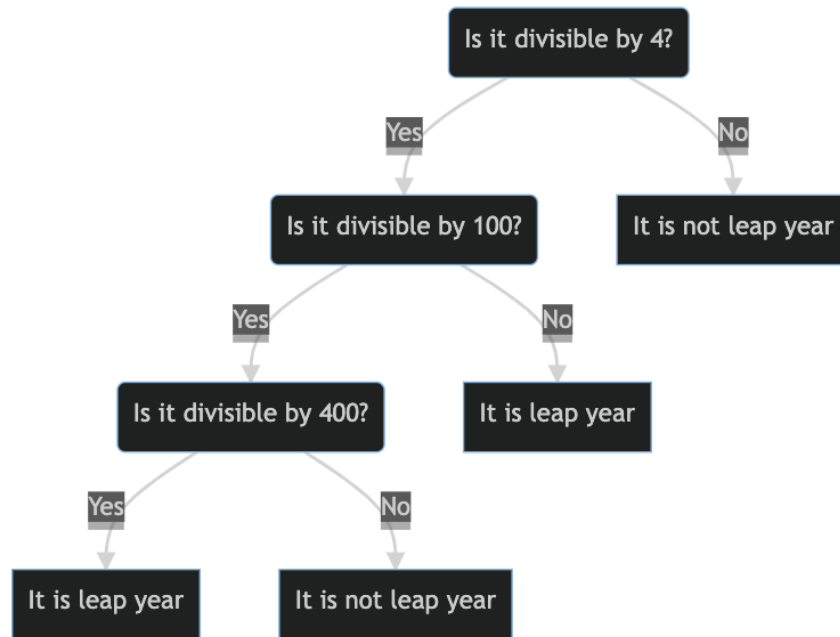 Is it divisible by 4?
Yes
No
Is it divisible by 100?
It is not leap year
Yes
No
Is it divisible by 400?
It is leap year
Yes
No
It is leap year
It is not leap year